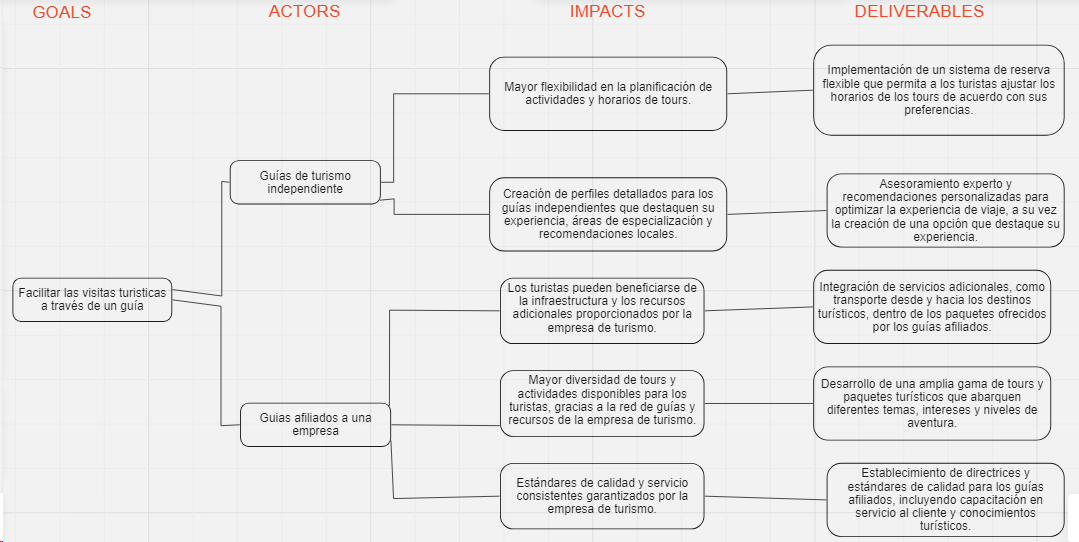 GOALS
ACTORS
IMPACTS
DELIVERABLES
Facilitar las visitas turisticas
a través de un guía
Guías de turismo
independiente
Mayor flexibilidad en la planificación de
actividades y horarios de tours.
Implementación de un sistema de reserva
flexible que permita a los turistas ajustar los
horarios de los tours de acuerdo con sus
preferencias.
Creación de perfiles detallados para los
guías independientes que destaquen su
experiencia, áreas de especialización y
recomendaciones locales.
Asesoramiento experto y
recomendaciones personalizadas para
optimizar la experiencia de viaje, a su vez
la creación de una opción que destaque su
experiencia.
Guias afiliados a una
empresa
Los turistas pueden beneficiarse de
la infraestructura y los recursos
adicionales proporcionados por la
empresa de turismo.
Integración de servicios adicionales, como
transporte desde y hacia los destinos
turísticos, dentro de los paquetes ofrecidos
por los guías afiliados.
Mayor diversidad de tours y
actividades disponibles para los
turistas, gracias a la red de guías y
recursos de la empresa de turismo.
Desarrollo de una amplia gama de tours y
paquetes turísticos que abarquen
diferentes temas, intereses y niveles de
aventura.
Estándares de calidad y servicio
consistentes garantizados por la
empresa de turismo.
Establecimiento de directrices y
estándares de calidad para los guías
afiliados, incluyendo capacitación en
servicio al cliente y conocimientos
turísticos.